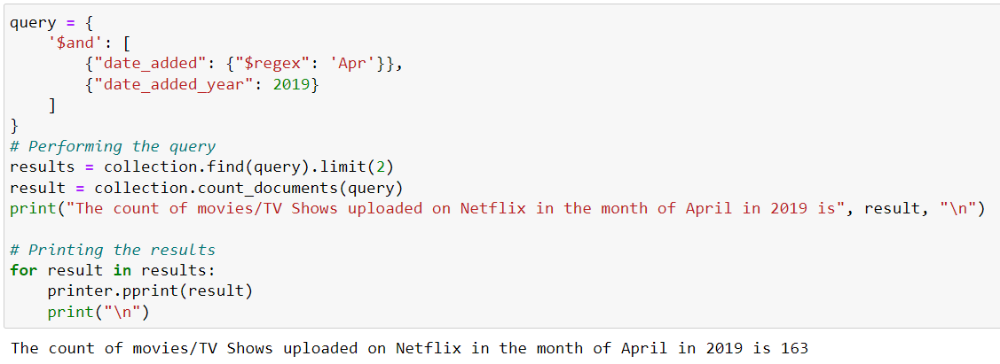 query = {
    '$and': [
        {"date_added": {"$regex": 'Apr'}},
        {"date_added_year": 2019}
    ]
}
# Performing the query
results = collection.find(query).limit(2)
result = collection.count_documents(query)
print("The count of movies/TV Shows uploaded on Netflix in the month of April in 2019 is", result, "\n")

# Printing the results
for result in results:
    printer.pprint(result)
    print("\n")
The count of movies/TV Shows uploaded on Netflix in the month of April in 2019 is 163